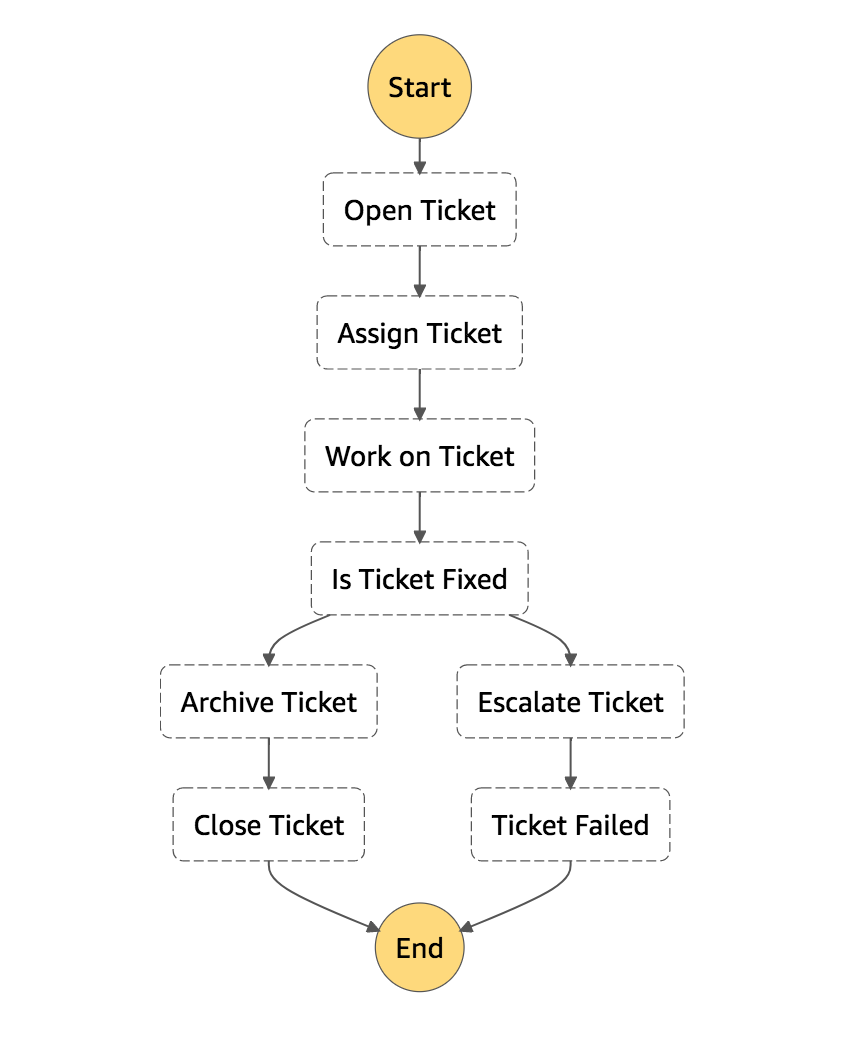 Start
Open Ticket
Assign Ticket
Work on Ticket
Is Ticket Fixed
Archive Ticket
Escalate Ticket
Close Ticket
Ticket Failed
End